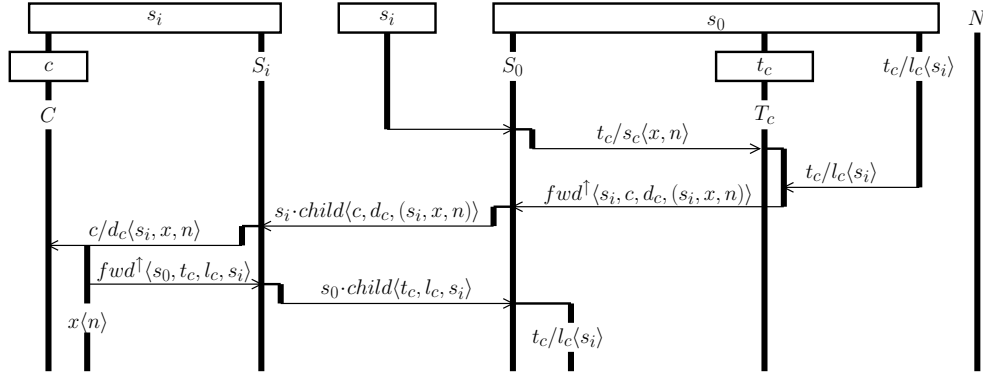 s_i s_i s_0 N
c S_i S_0 t_c t_c/l_c⟨s_i⟩
C T_c
t_c/s_c⟨x, n⟩
t_c/l_c⟨s_i⟩
fwd^↑⟨s_i, c, d_c, (s_i, x, n)⟩
s_i·child⟨c, d_c, (s_i, x, n)⟩
c/d_c⟨s_i, x, n⟩
fwd^↑⟨s_0, t_c, l_c, s_i⟩
s_0·child⟨t_c, l_c, s_i⟩
x⟨n⟩
t_c/l_c⟨s_i⟩